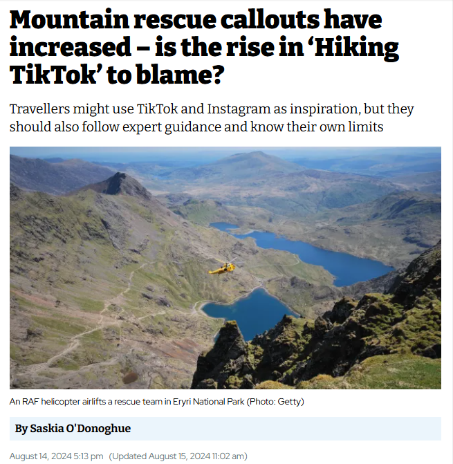 Mountain rescue callouts have
increased – is the rise in ‘Hiking
TikTok’ to blame?
Travellers might use TikTok and Instagram as inspiration, but they
should also follow expert guidance and know their own limits
An RAF helicopter airlifts a rescue team in Eryri National Park (Photo: Getty)
By Saskia O'Donoghue
August 14, 2024 5:13 pm (Updated August 15, 2024 11:02 am)